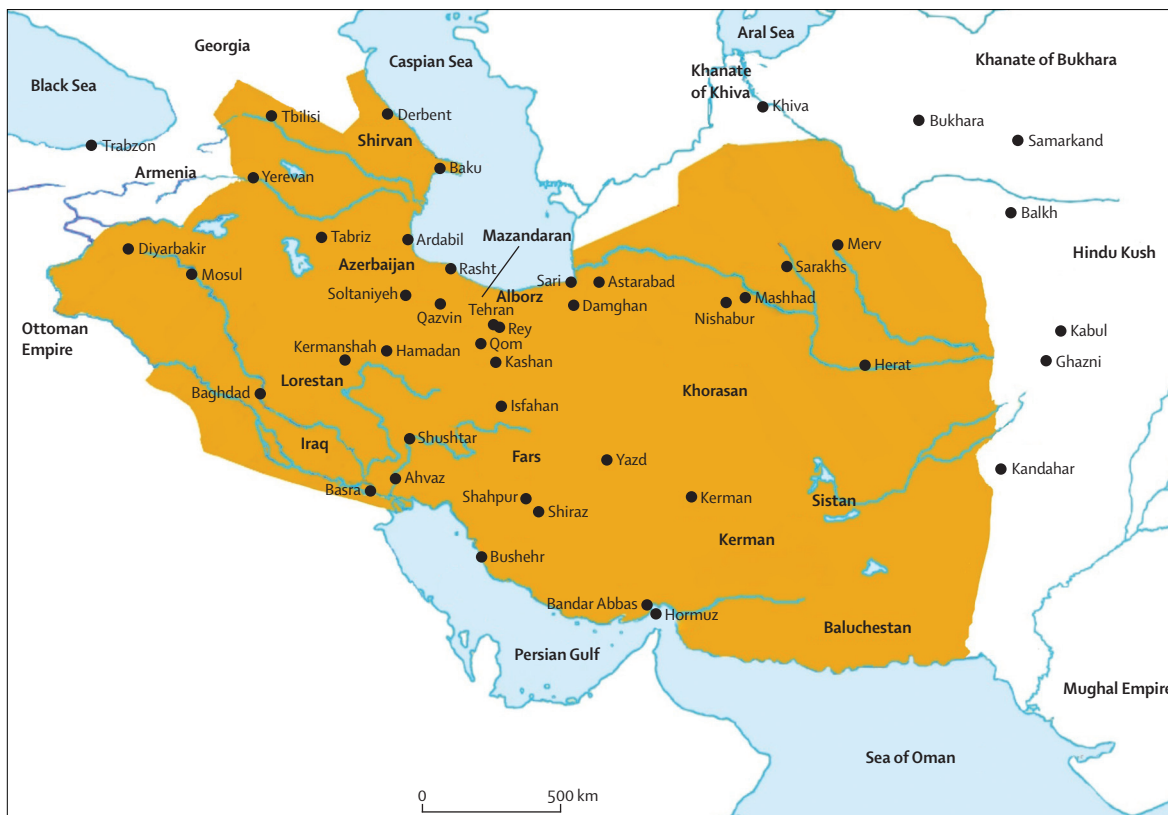 Georgia
Aral Sea
Caspian Sea
Khanate of Bukhara
Black Sea
Khanate
of Khiva
Khiva
Derbent
Tbilisi
Bukhara
Shirvan
Samarkand
Trabzon
Armenia
Baku
Yerevan
Balkh
Mazandaran
Tabriz
Ardabil
Merv
Diyarbakir
Hindu Kush
Azerbaijan
Rasht
Sarakhs
Mosul
Sari
Astarabad
Soltaniyeh
Alborz
Mashhad
Qazvin
Tehran
Damghan
Nishabur
Ottoman
Empire
Rey
Kabul
Qom
Kermanshah
Hamadan
Kashan
Ghazni
Herat
Lorestan
Khorasan
Baghdad
Isfahan
Shushtar
Iraq
Fars
Yazd
Kandahar
Ahvaz
Basra
Shahpur
Kerman
Sistan
Shiraz
Kerman
Bushehr
Bandar Abbas
Hormuz
Baluchestan
Persian Gulf
Mughal Empire
Sea of Oman
0
500 km